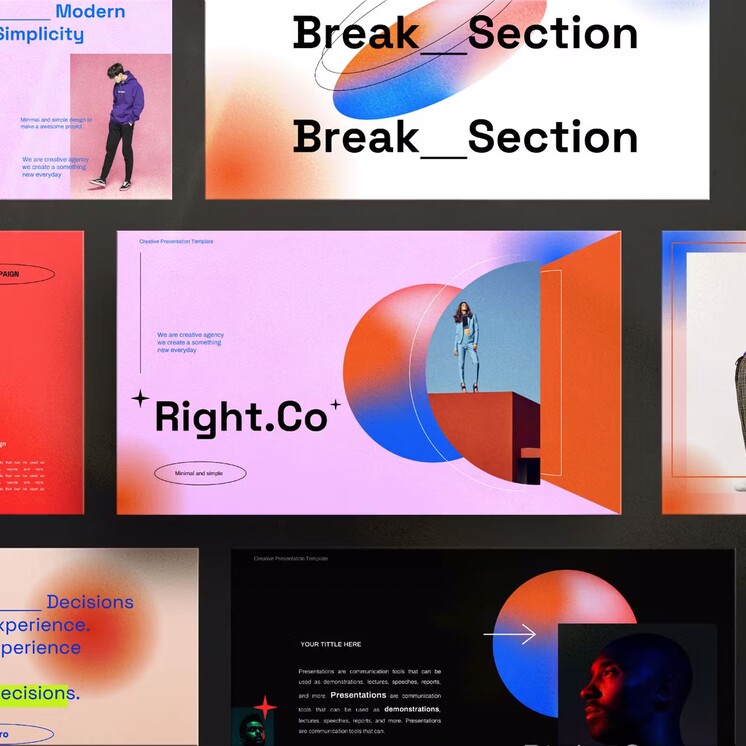 _____ Modern
Simplicity
Minimal and simple design to
make a awesome project
We are creative agency
we create a something
new everyday
Break__Section
Break__Section
PAIGN
Creative Presentation Template
We are creative agency
we create a something
new everyday
Right.Co
Minimal and simple
_____ Decisions
xperience.
perience
ecisions.
ro
Creative Presentation Template
YOUR TITTLE HERE
Presentations are communication tools that can be
used as demonstrations, lectures, speeches, reports,
and more. Presentations are communication
tools that can be used as demonstrations,
lectures, speeches, reports, and more. Presentations
are communication tools that can.